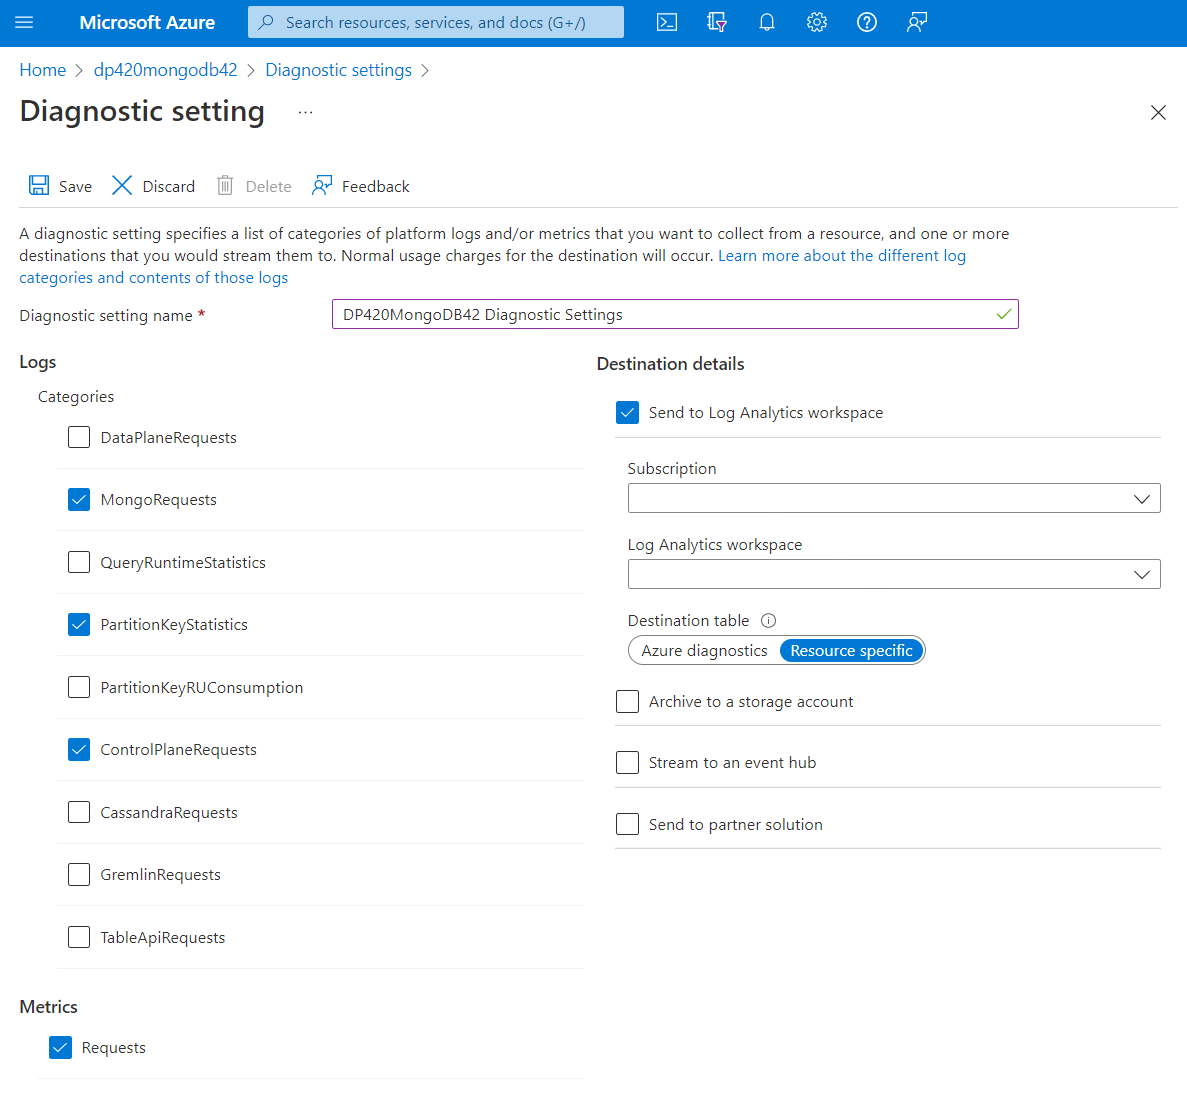 Microsoft Azure
Search resources, services, and docs (G+/)
Home > dp420mongodb42 > Diagnostic settings >
Diagnostic setting ...
Save Discard Delete Feedback
A diagnostic setting specifies a list of categories of platform logs and/or metrics that you want to collect from a resource, and one or more
destinations that you would stream them to. Normal usage charges for the destination will occur. Learn more about the different log
categories and contents of those logs
Diagnostic setting name *
DP420MongoDB42 Diagnostic Settings
Logs
Categories
DataPlaneRequests
MongoRequests
QueryRuntimeStatistics
PartitionKeyStatistics
PartitionKeyRUConsumption
ControlPlaneRequests
CassandraRequests
GremlinRequests
TableApiRequests
Metrics
Requests
Destination details
Send to Log Analytics workspace
Subscription
Log Analytics workspace
Destination table
Azure diagnostics Resource specific
Archive to a storage account
Stream to an event hub
Send to partner solution